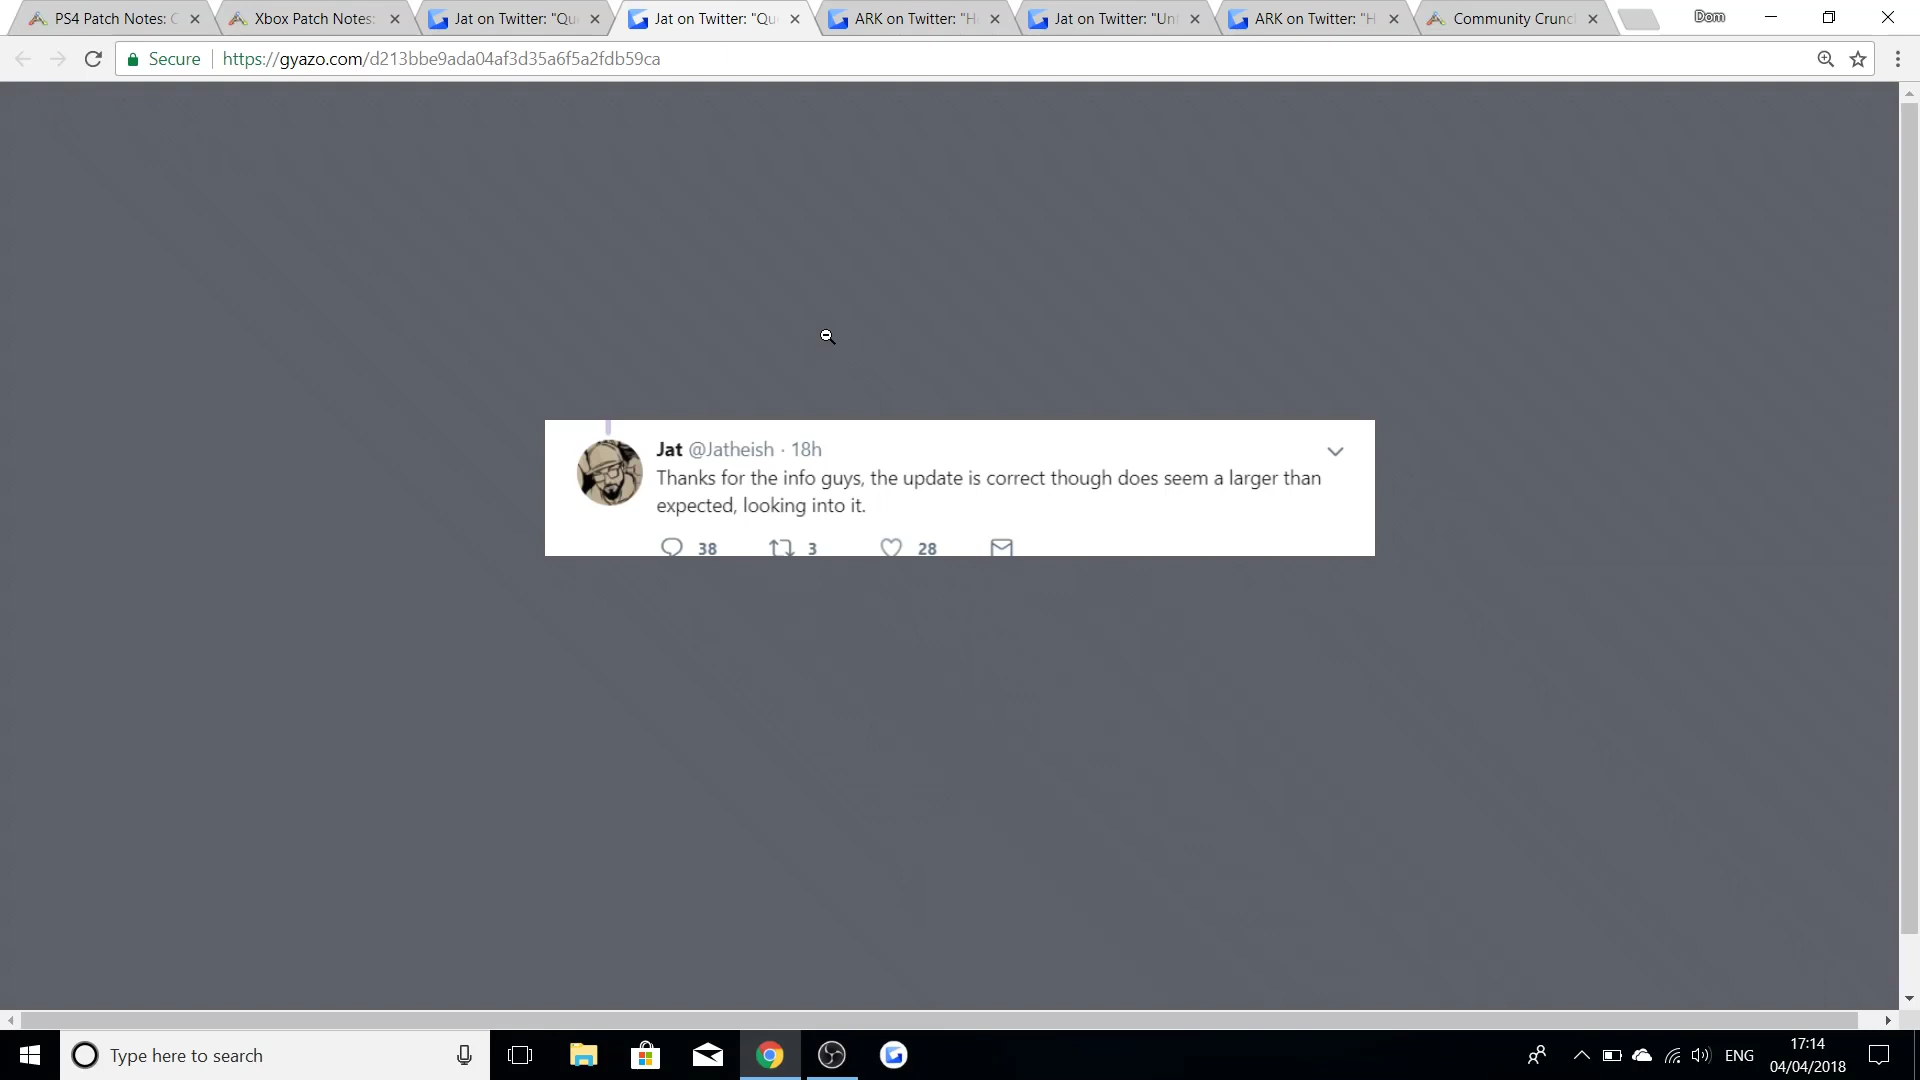 PS4 Patch Notes: C
Xbox Patch Notes:
Jat on Twitter: "Qu
Jat on Twitter: "Qu
ARK on Twitter: "H
Jat on Twitter: "Un
ARK on Twitter: "H
Community Crunc
Dom
Secure
https://gyazo.com/d213bbe9ada04af3d35a6f5a2fdb59ca
Jat @Jatheish · 18h
Thanks for the info guys, the update is correct though does seem a larger than
expected, looking into it.
38 3 28
Type here to search
ENG
17:14
04/04/2018